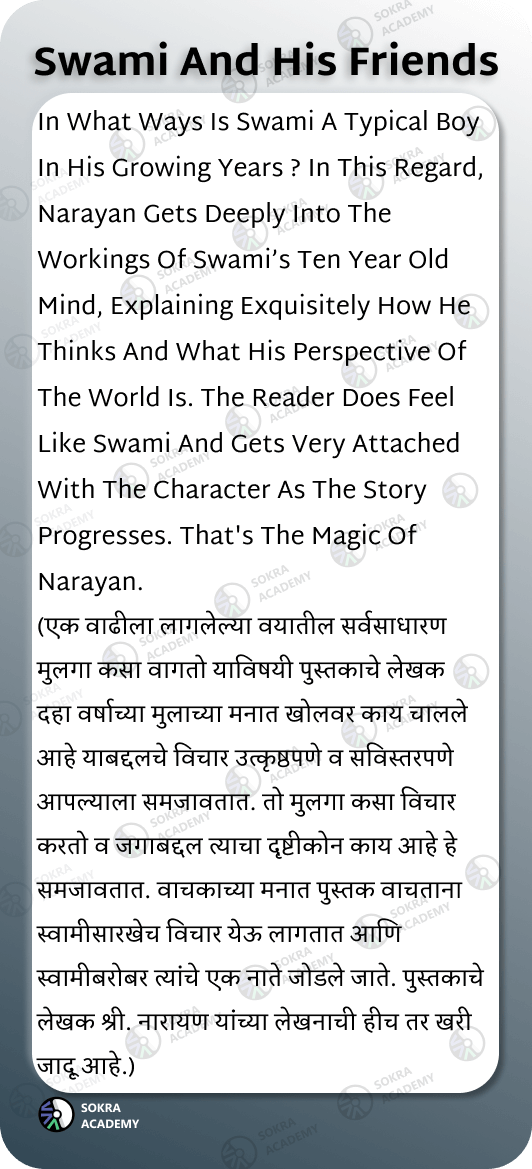 Swami And His Friends
In What Ways Is Swami A Typical Boy
In His Growing Years ? In This Regard,
Narayan Gets Deeply Into The
Workings Of Swami’s Ten Year Old
Mind, Explaining Exquisitely How He
Thinks And What His Perspective Of
The World Is. The Reader Does Feel
Like Swami And Gets Very Attached
With The Character As The Story
Progresses. That's The Magic Of
Narayan.
(एक वाढीला लागलेल्या वयातील सर्वसाधारण
मुलगा कसा वागतो याविषयी पुस्तकाचे लेखक
दहा वर्षाच्या मुलाच्या मनात खोलवर काय चालले
आहे याबद्दलचे विचार उत्कृष्ठपणे व सविस्तरपणे
आपल्याला समजावतात. तो मुलगा कसा विचार
करतो व जगाबद्दल त्याचा दृष्टीकोन काय आहे हे
समजावतात. वाचकाच्या मनात पुस्तक वाचताना
स्वामीसारखेच विचार येऊ लागतात आणि
स्वामीबरोबर त्यांचे एक नाते जोडले जाते. पुस्तकाचे
लेखक श्री. नारायण यांच्या लेखनाची हीच तर खरी
जादू आहे.)
SOKRA
ACADEMY